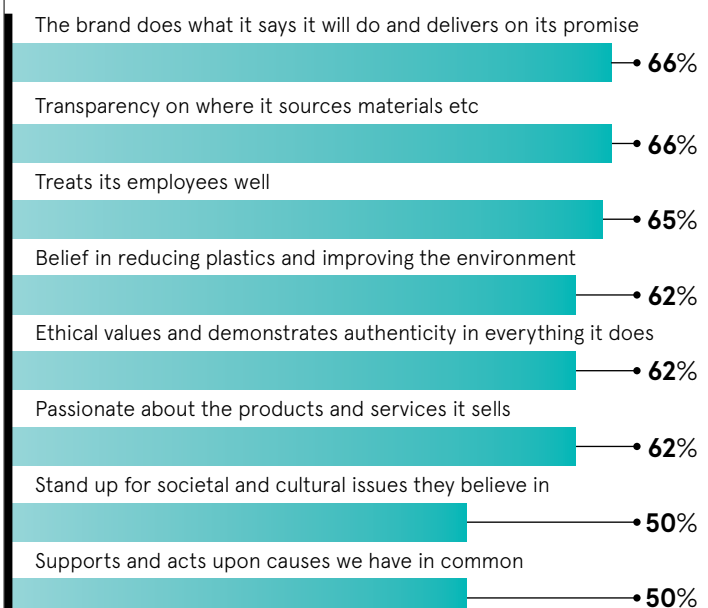 The brand does what it says it will do and delivers on its promise
66%
Transparency on where it sources materials etc
66%
Treats its employees well
65%
Belief in reducing plastics and improving the environment
62%
Ethical values and demonstrates authenticity in everything it does
62%
Passionate about the products and services it sells
62%
Stand up for societal and cultural issues they believe in
50%
Supports and acts upon causes we have in common
50%